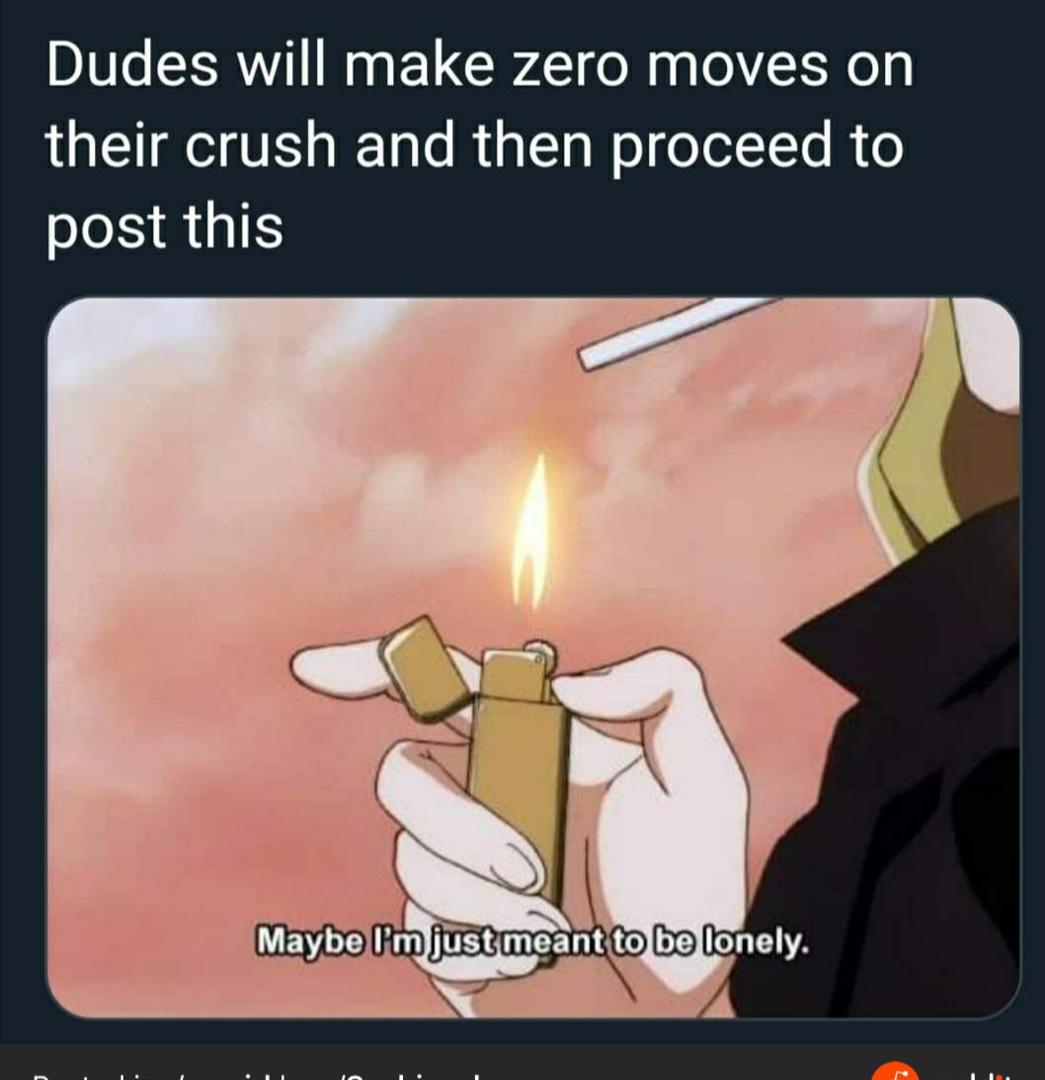 Dudes will make zero moves on
their crush and then proceed to
post this
Maybe I'm just meant to be lonely.